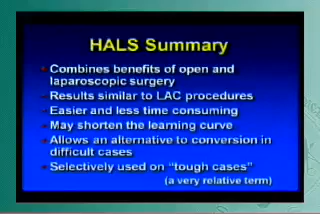 HALS Summary
Combines benefits of open and
laparoscopic surgery
Results similar to LAC procedures
Easier and less time consuming
May shorten the learning curve
Allows an alternative to conversion in
difficult cases
Selectively used on “tough cases”
(a very relative term)